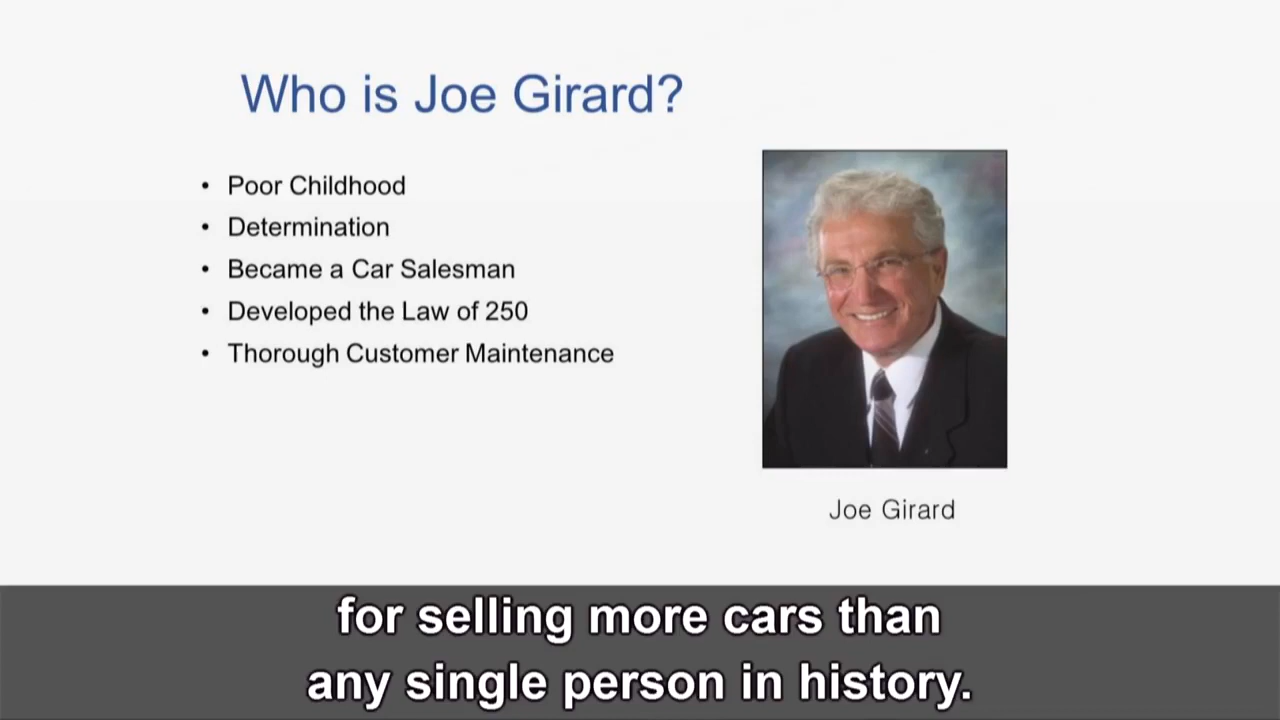 Who is Joe Girard?
• Poor Childhood
• Determination
• Became a Car Salesman
• Developed the Law of 250
• Thorough Customer Maintenance
Joe Girard
for selling more cars than
any single person in history.